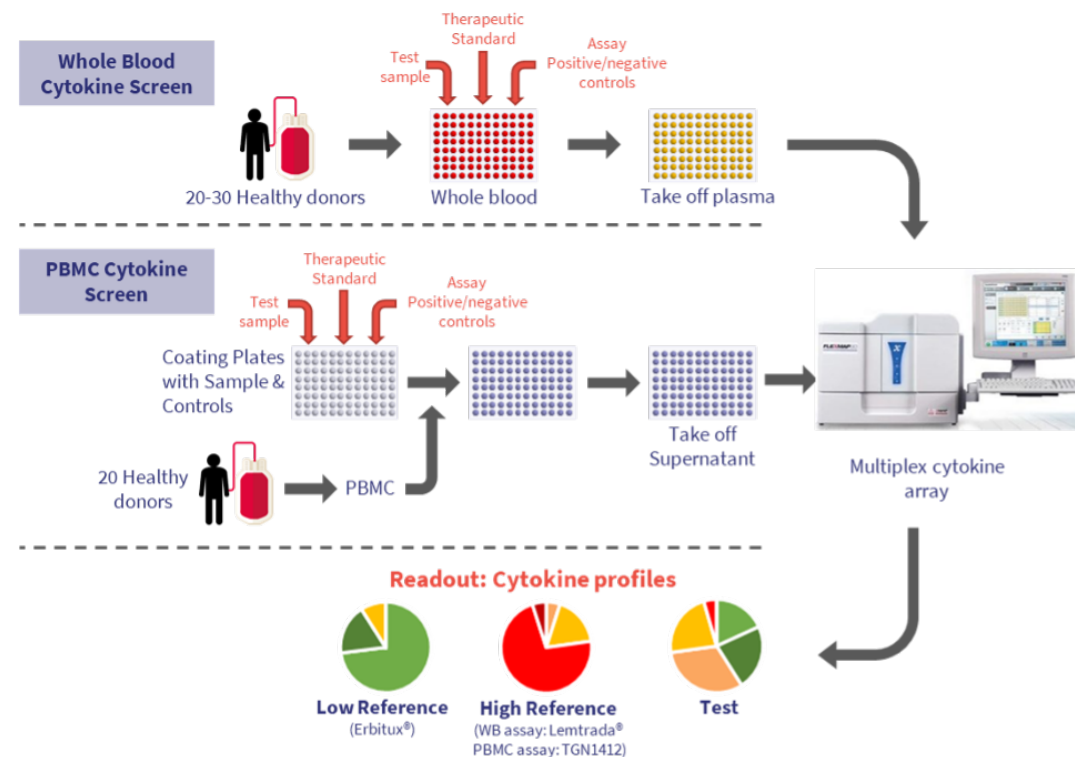 Whole Blood
Cytokine Screen
Therapeutic
Standard
Test
sample
Assay
Positive/negative
controls
20-30 Healthy donors
Whole blood
Take off plasma
PBMC Cytokine
Screen
Therapeutic
Standard
Test
sample
Assay
Positive/negative
controls
Coating Plates
with Sample &
Controls
20 Healthy
donors
PBMC
Take off
Supernatant
Multiplex cytokine
array
Readout: Cytokine profiles
Low Reference
(Erbitux®)
High Reference
(WB assay: Lemtrada®
PBMC assay: TGN1412)
Test